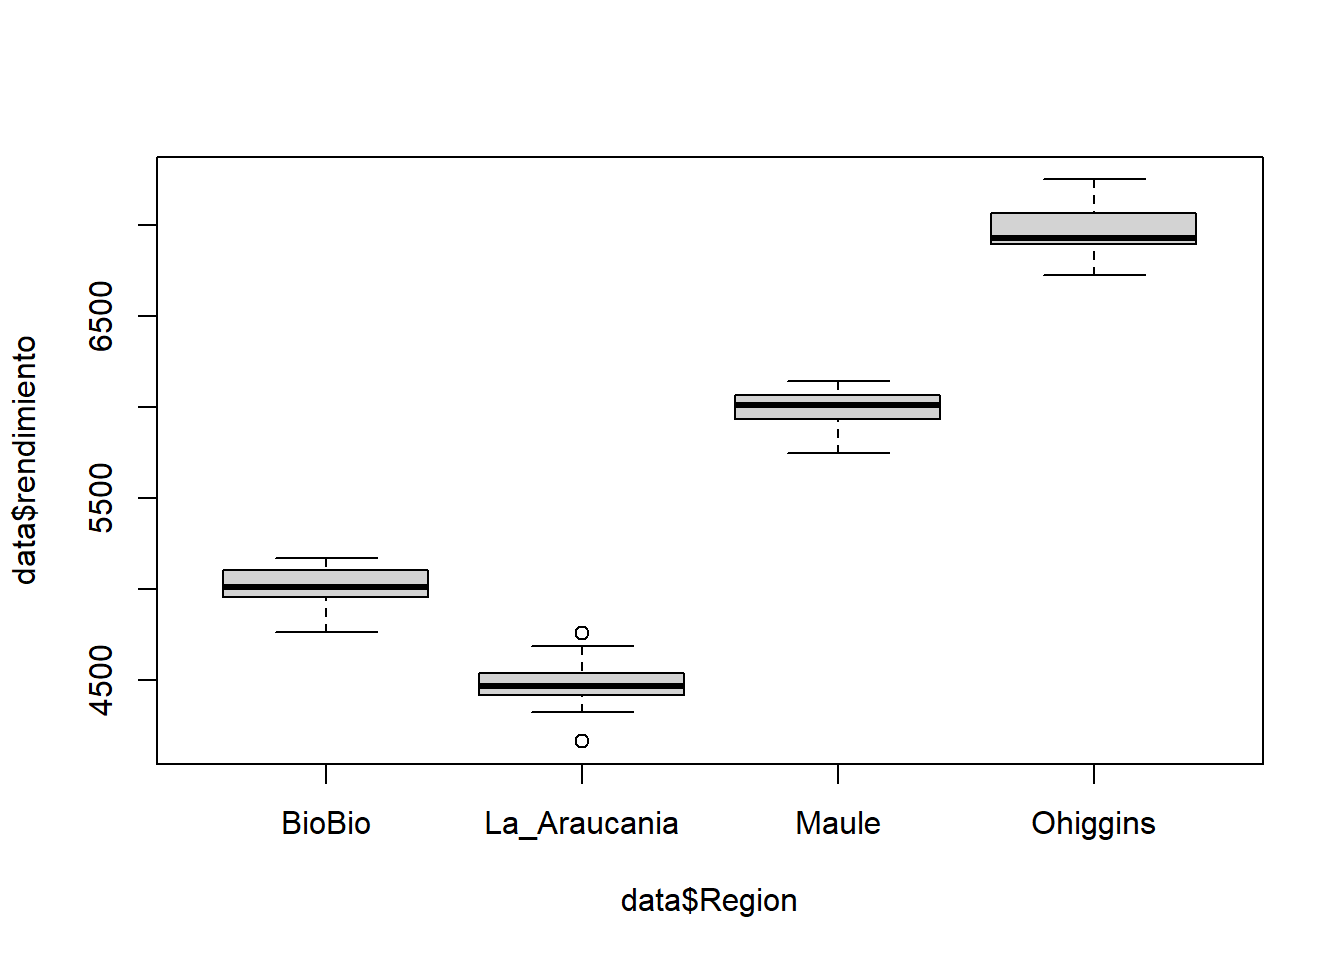 data$rendimiento
6500
5500
4500
BioBio La_Araucania Maule Ohiggins
data$Region